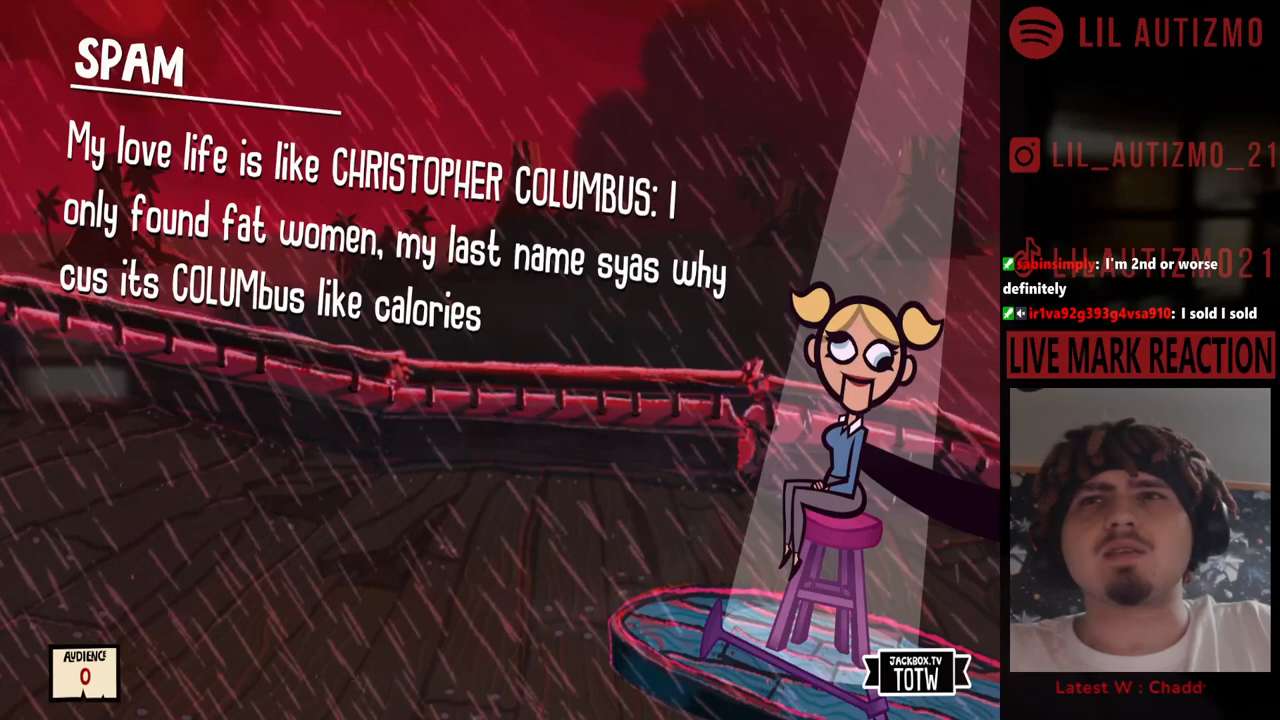 SPAM
My love life is like CHRISTOPHER COLUMBUS: I
only found fat women, my last name syas why
cus its COLUMbus like calories
AUDIENCE
0
JACKBOX.TV
TOTW
LIL AUTIZMO
LIL_AUTIZMO_21
LILAUTIZMO21
sabinsimply: I'm 2nd or worse
definitely
ir1va92g393g4vsa910: I sold I sold
LIVE MARK REACTION
Latest W : Chadd